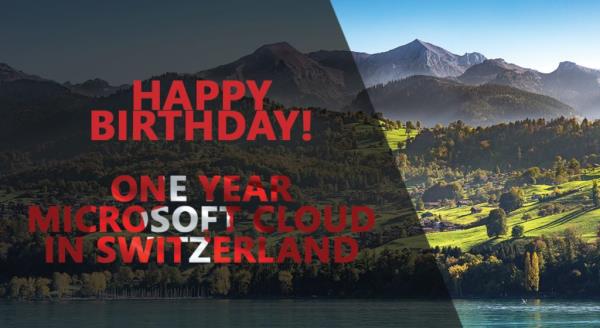 HAPPY
BIRTHDAY!
ONE YEAR
MICROSOFT CLOUD
IN SWITZERLAND